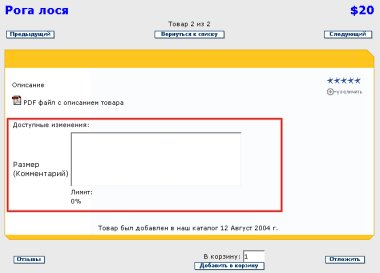 Рога лося $20
Товар 2 из 2
Предыдущий Вернуться к списку Следующий
Описание
увеличить
PDF файл с описанием товара
Доступные изменения:
Размер
(Комментарий)
Лимит:
0%
Товар был добавлен в наш каталог 12 Август 2004 г.
Отзывы В корзину: 1 Отложить
Добавить в корзину